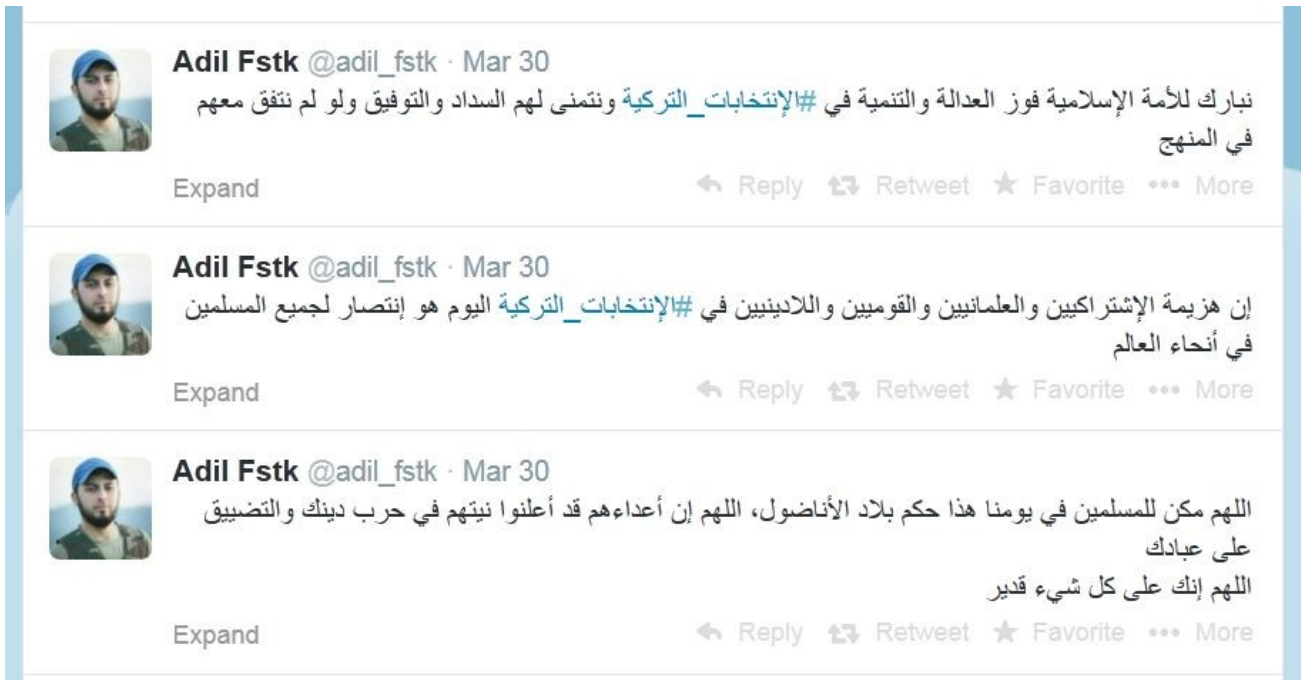 Adil Fstk @adil_fstk · Mar 30
نبارك للأمة الإسلامية فوز العدالة والتنمية في #الإنتخابات_التركية ونتمنى لهم السداد والتوفيق ولو لم نتفق معهم
في المنهج
Expand Reply Retweet Favorite More
Adil Fstk @adil_fstk · Mar 30
إن هزيمة الإشتراكيين والعلمانيين والقوميين واللادينيين في #الإنتخابات_التركية اليوم هو إنتصار لجميع المسلمين
في أنحاء العالم
Expand Reply Retweet Favorite More
Adil Fstk @adil_fstk · Mar 30
اللهم مكن للمسلمين في يومنا هذا حكم بلاد الأناضول، اللهم إن أعداءهم قد أعلنوا نيتهم في حرب دينك والتضييق
على عبادك
اللهم إنك على كل شيء قدير
Expand Reply Retweet Favorite More